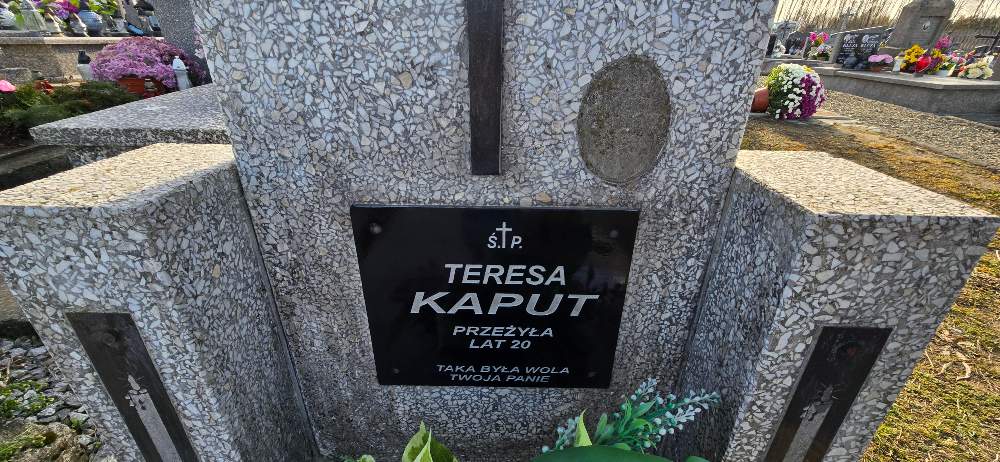 Ś.†P.
TERESA
KAPUT
PRZEŻYŁA
LAT 20
TAKA BYŁA WOLA
TWOJA PANIE